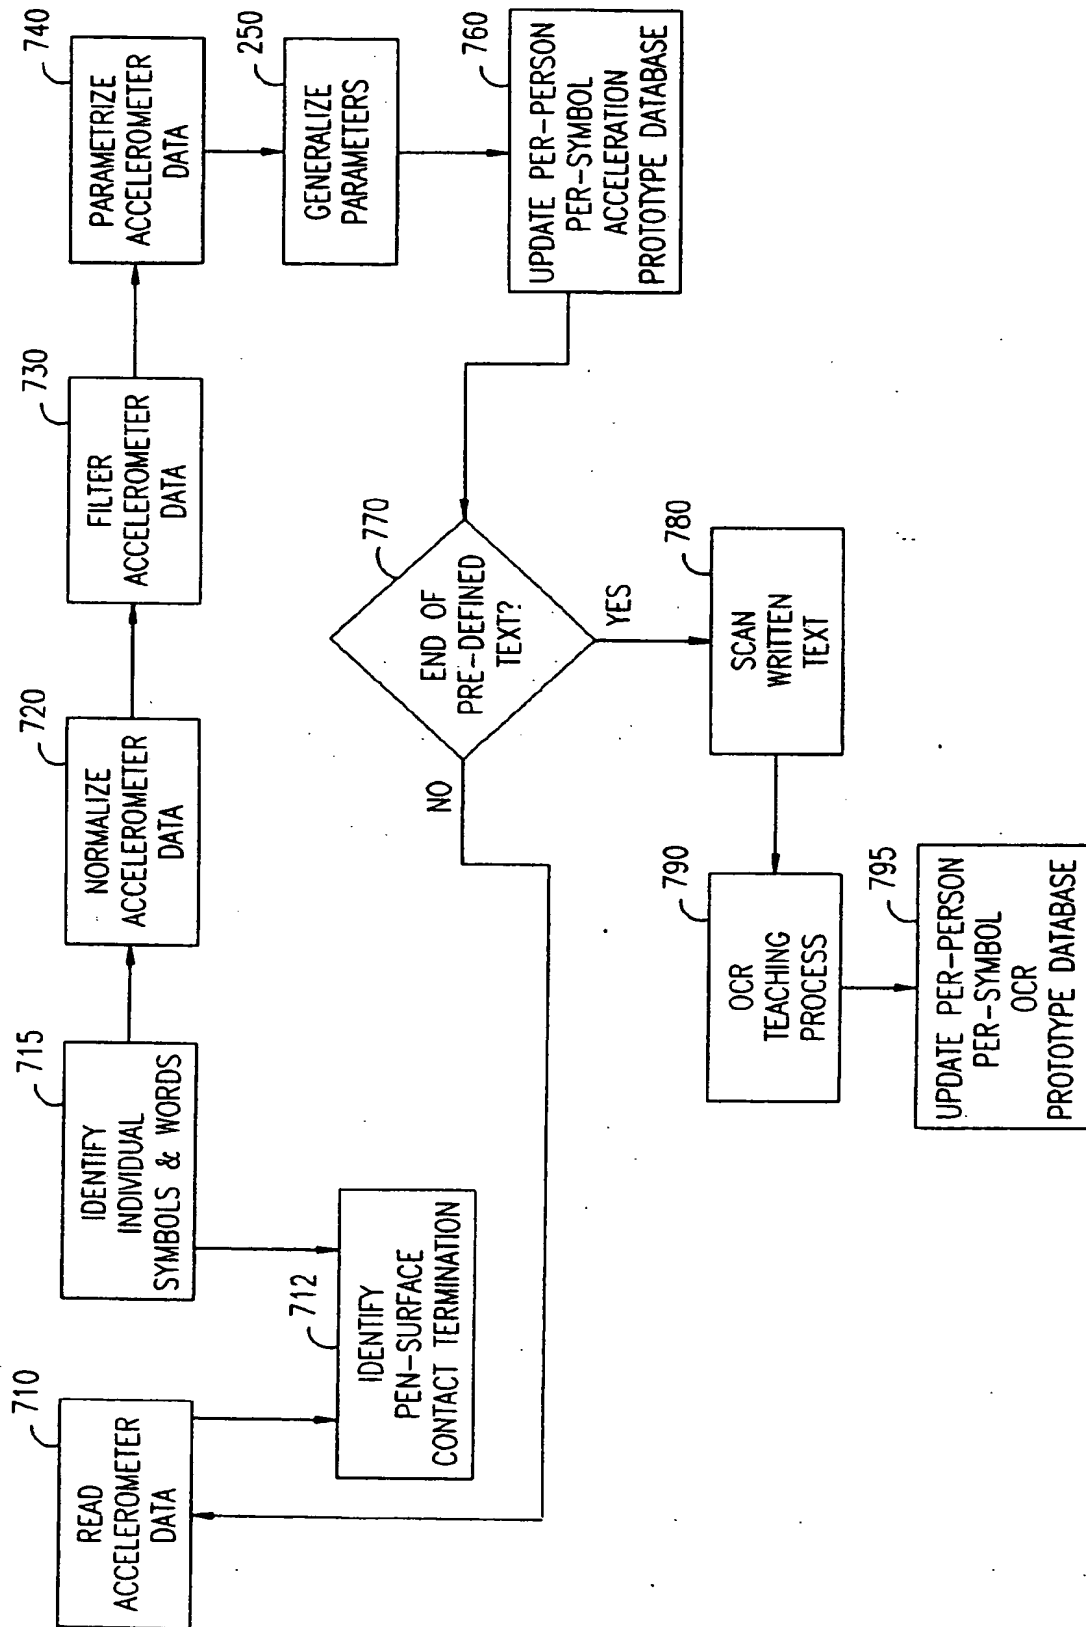 710
READ
ACCELEROMETER
DATA
712
IDENTIFY
PEN-SURFACE
CONTACT TERMINATION
715
IDENTIFY
INDIVIDUAL
SYMBOLS & WORDS
720
NORMALIZE
ACCELEROMETER
DATA
730
FILTER
ACCELEROMETER
DATA
740
PARAMETRIZE
ACCELEROMETER
DATA
250
GENERALIZE
PARAMETERS
760
UPDATE PER-PERSON
PER-SYMBOL
ACCELERATION
PROTOTYPE DATABASE
770
END OF
PRE-DEFINED
TEXT?
NO
YES
780
SCAN
WRITTEN
TEXT
790
OCR
TEACHING
PROCESS
795
UPDATE PER-PERSON
PER-SYMBOL
OCR
PROTOTYPE DATABASE